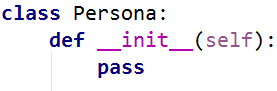 class Persona:
    def __init__(self):
        pass